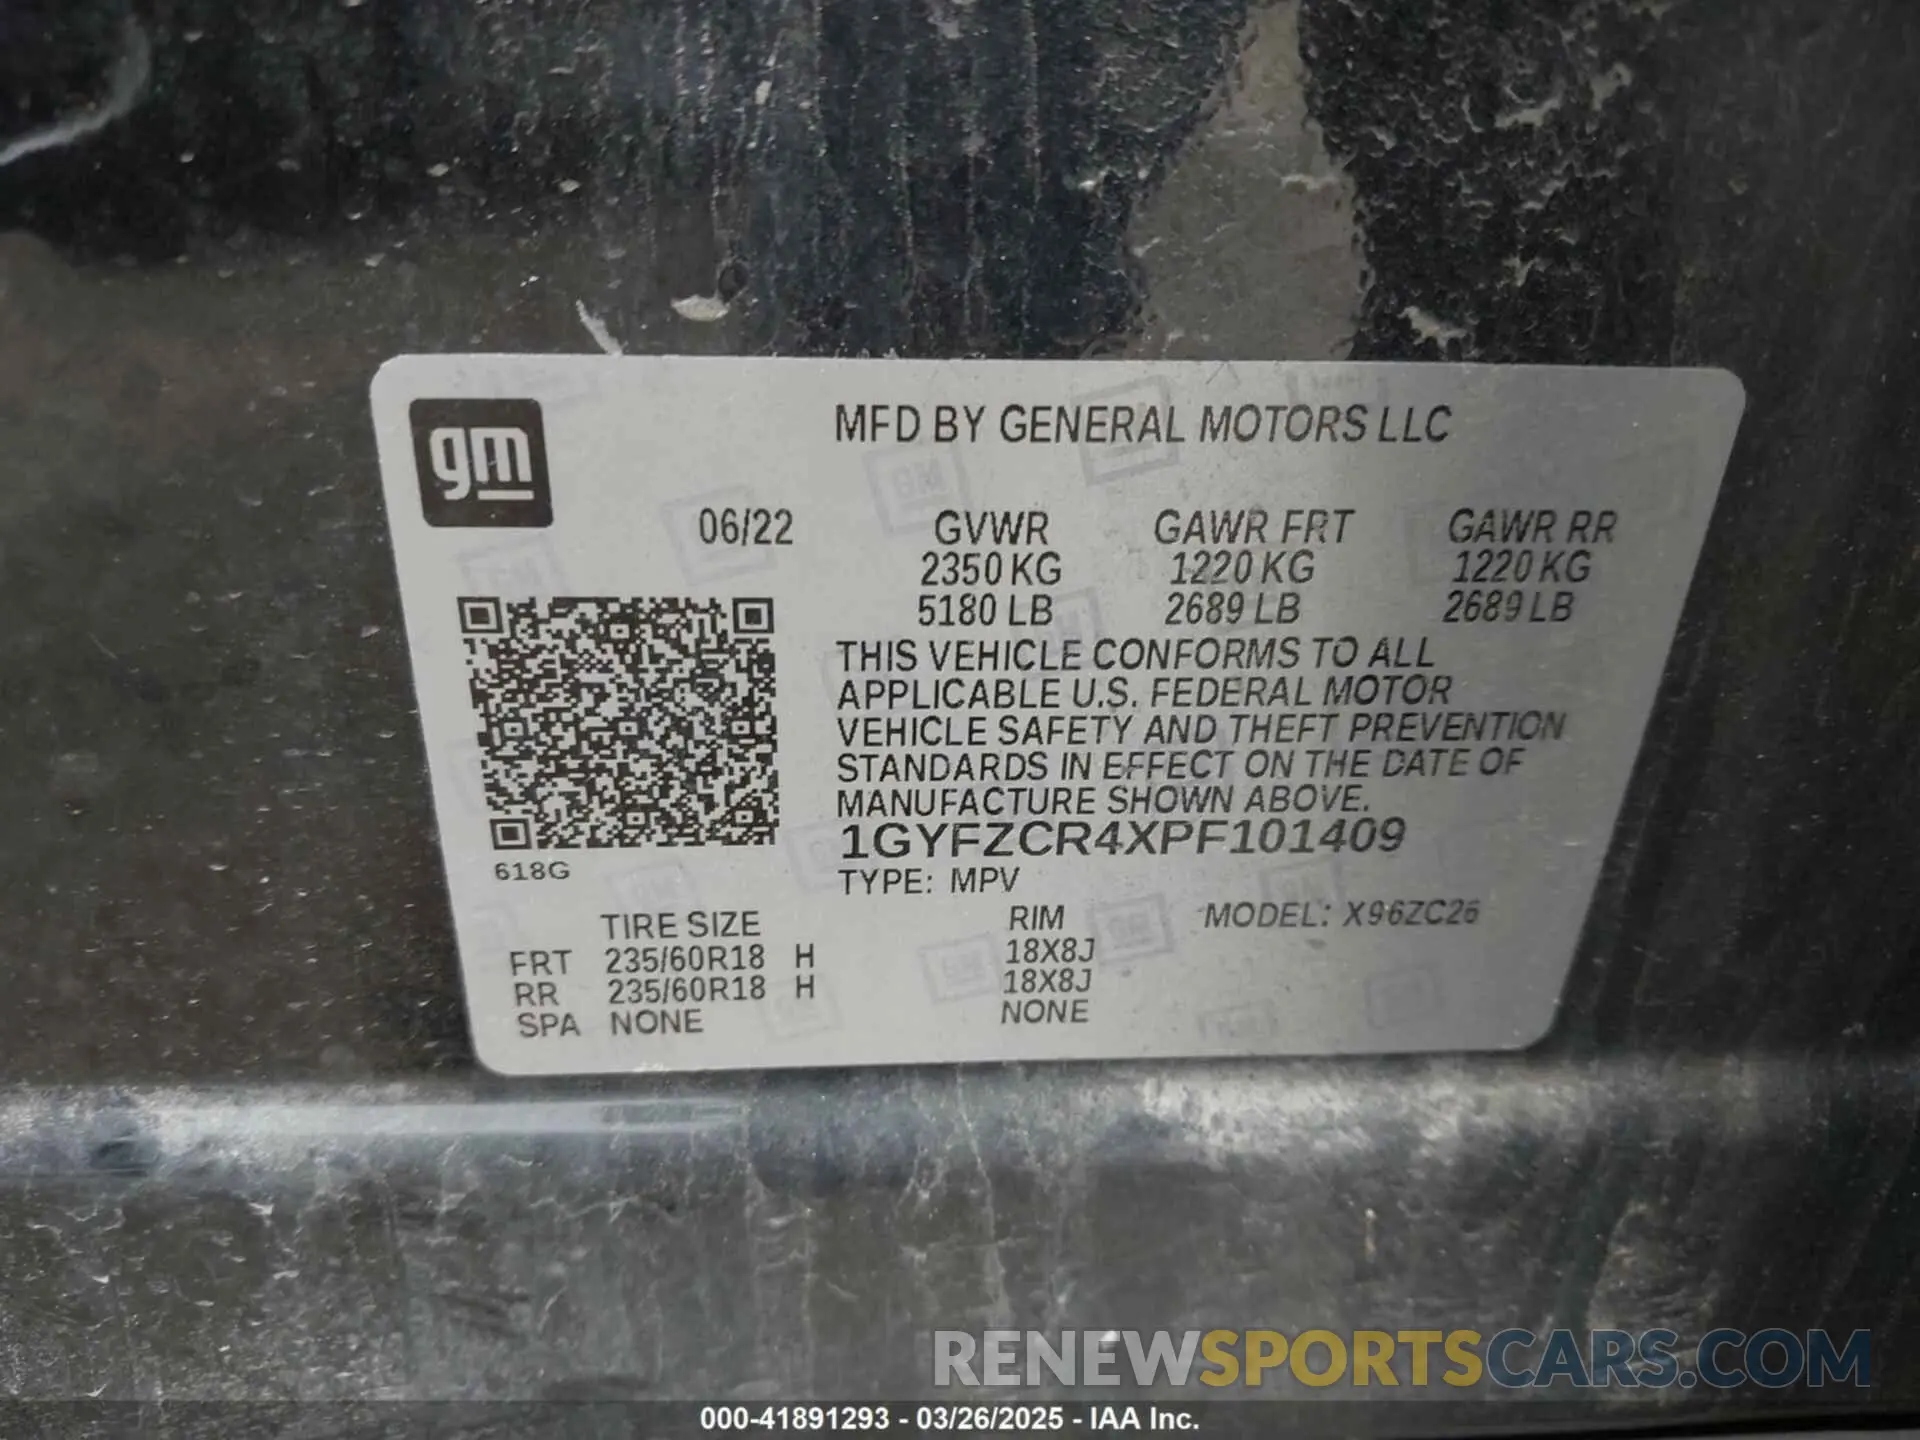 gm
MFD BY GENERAL MOTORS LLC
06/22 GVWR GAWR FRT GAWR RR
2350 KG 1220 KG 1220 KG
5180 LB 2689 LB 2689 LB
THIS VEHICLE CONFORMS TO ALL
APPLICABLE U.S. FEDERAL MOTOR
VEHICLE SAFETY AND THEFT PREVENTION
STANDARDS IN EFFECT ON THE DATE OF
MANUFACTURE SHOWN ABOVE.
1GYFZCR4XPF101409
618G
TYPE: MPV
TIRE SIZE RIM MODEL: X96ZC26
FRT 235/60R18 H 18X8J
RR 235/60R18 H 18X8J
SPA NONE NONE
RENEWSPORTSCARS.COM
000-41891293 - 03/26/2025 - IAA Inc.